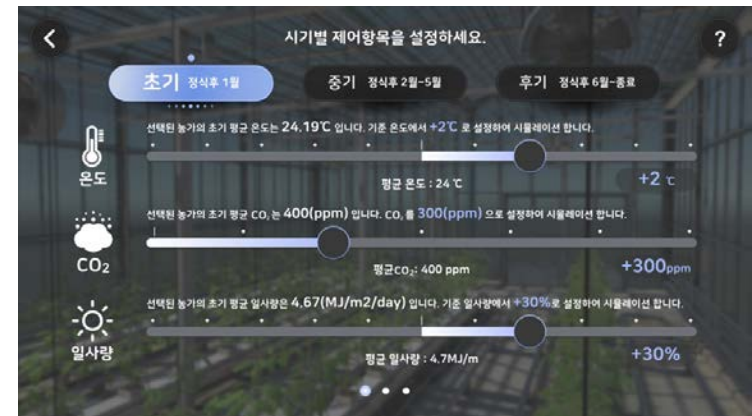 시기별 제어항목을 설정하세요.
?
초기 정식후 1월
중기 정식후 2월~5월
후기 정식후 6월~종료
선택된 농가의 초기 평균 온도는 24.19℃ 입니다. 기준 온도에서 +2℃ 로 설정하여 시뮬레이션 합니다.
온도
평균 온도 : 24 ℃
+2 ℃
선택된 농가의 초기 평균 CO₂는 400(ppm) 입니다. CO₂ 를 300(ppm) 으로 설정하여 시뮬레이션 합니다.
CO₂
평균CO₂: 400 ppm
+300ppm
선택된 농가의 초기 평균 일사량은 4.67(MJ/m2/day) 입니다. 기준 일사량에서 +30%로 설정하여 시뮬레이션 합니다.
일사량
평균 일사량 : 4.7MJ/m
+30%